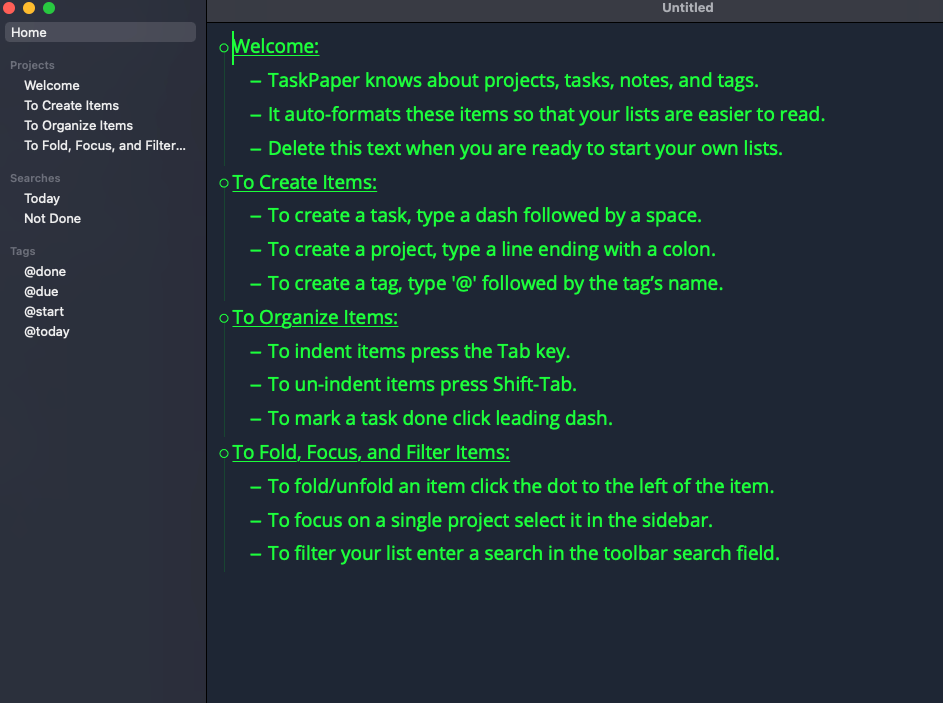 Untitled
Home
Projects
Welcome
To Create Items
To Organize Items
To Fold, Focus, and Filter...
Searches
Today
Not Done
Tags
@done
@due
@start
@today
Welcome:
– TaskPaper knows about projects, tasks, notes, and tags.
– It auto-formats these items so that your lists are easier to read.
– Delete this text when you are ready to start your own lists.
To Create Items:
– To create a task, type a dash followed by a space.
– To create a project, type a line ending with a colon.
– To create a tag, type '@' followed by the tag’s name.
To Organize Items:
– To indent items press the Tab key.
– To un-indent items press Shift-Tab.
– To mark a task done click leading dash.
To Fold, Focus, and Filter Items:
– To fold/unfold an item click the dot to the left of the item.
– To focus on a single project select it in the sidebar.
– To filter your list enter a search in the toolbar search field.